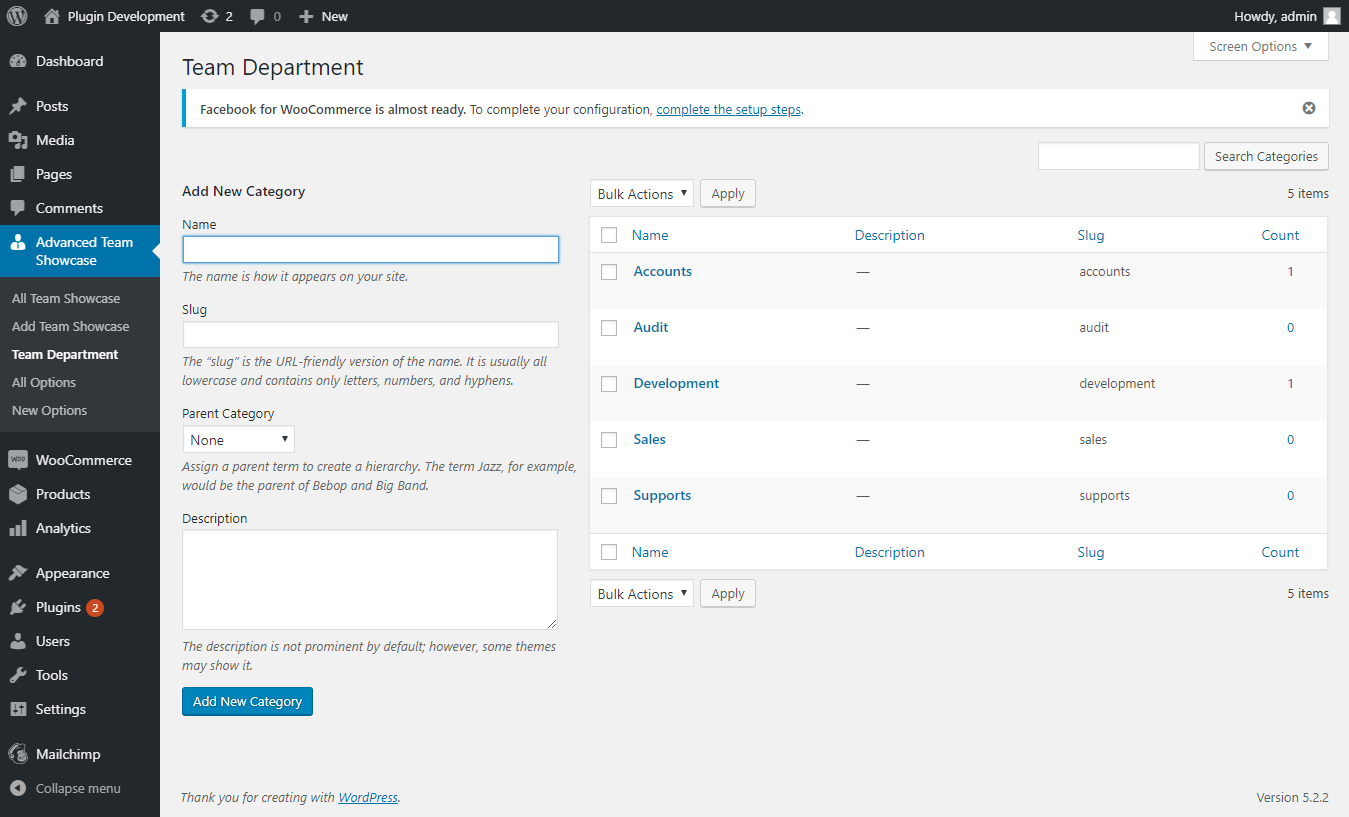 Plugin Development 2 0 New Howdy, admin
Dashboard
Posts
Media
Pages
Comments
Advanced Team
Showcase
All Team Showcase
Add Team Showcase
Team Department
All Options
New Options
WOO WooCommerce
Products
Analytics
Appearance
Plugins 2
Users
Tools
Settings
Mailchimp
Collapse menu
Screen Options
Team Department
Facebook for WooCommerce is almost ready. To complete your configuration, complete the setup steps.
Search Categories
Add New Category
Name
The name is how it appears on your site.
Slug
The “slug” is the URL-friendly version of the name. It is usually all
lowercase and contains only letters, numbers, and hyphens.
Parent Category
None
Assign a parent term to create a hierarchy. The term Jazz, for example,
would be the parent of Bebop and Big Band.
Description
The description is not prominent by default; however, some themes
may show it.
Add New Category
Bulk Actions Apply 5 items
Name Description Slug Count
Accounts — accounts 1
Audit — audit 0
Development — development 1
Sales — sales 0
Supports — supports 0
Name Description Slug Count
Bulk Actions Apply 5 items
Thank you for creating with WordPress. Version 5.2.2